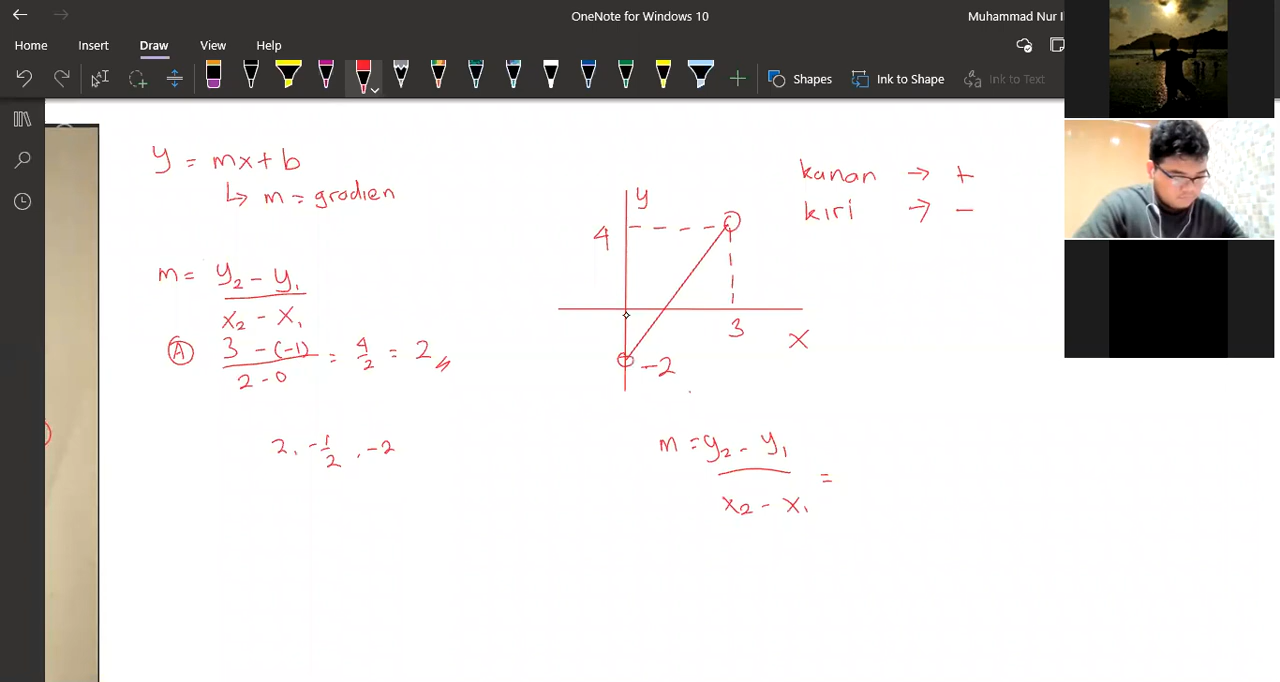 OneNote for Windows 10
Muhammad Nur I
Home Insert Draw View Help
Shapes Ink to Shape Ink to Text
y = mx + b
↳ m = gradien
m = y₂ - y₁
x₂ - x₁
Ⓐ 3 - (-1) = 4 = 2
2 - 0 2
2, -1/2, -2
y
4
3
x
-2
kanan → +
kiri → -
m = y₂ - y₁ =
x₂ - x₁